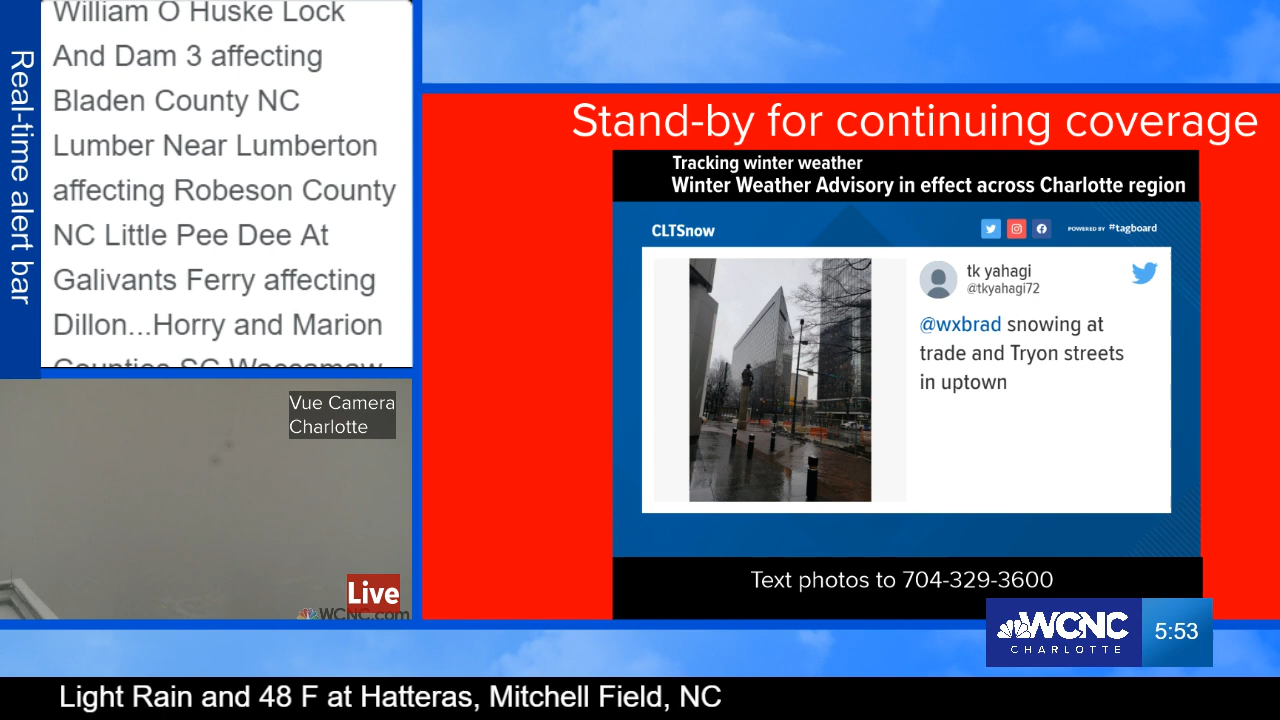 Real-time alert bar
William O Huske Lock
And Dam 3 affecting
Bladen County NC
Lumber Near Lumberton
affecting Robeson County
NC Little Pee Dee At
Galivants Ferry affecting
Dillon...Horry and Marion
Counties SC Waccamaw
Vue Camera
Charlotte
Live
WCNC.com
Stand-by for continuing coverage
Tracking winter weather
Winter Weather Advisory in effect across Charlotte region
CLTSnow
POWERED BY #tagboard
tk yahagi
@tkyahagi72
@wxbrad snowing at
trade and Tryon streets
in uptown
Text photos to 704-329-3600
WCNC
CHARLOTTE
5:53
Light Rain and 48 F at Hatteras, Mitchell Field, NC